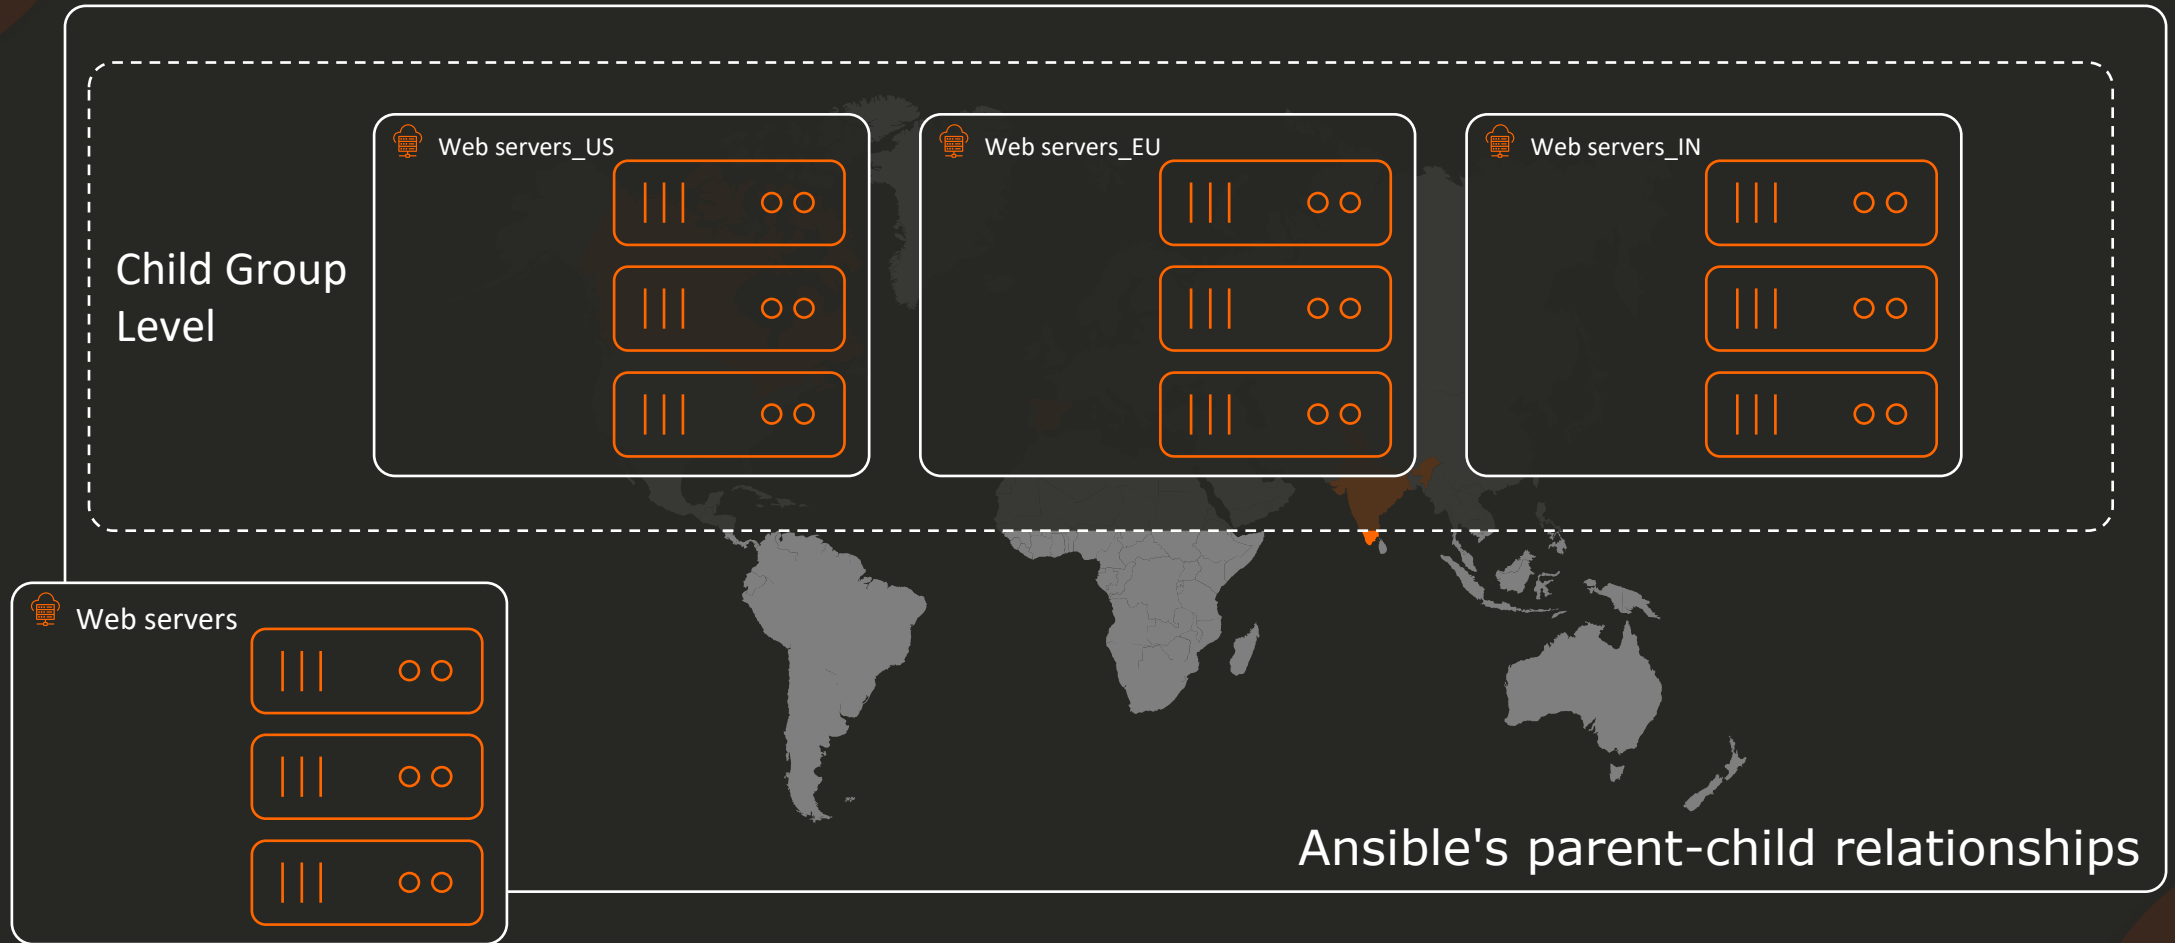 Web servers_US
Web servers_EU
Web servers_IN
Child Group
Level
Web servers
Ansible's parent-child relationships